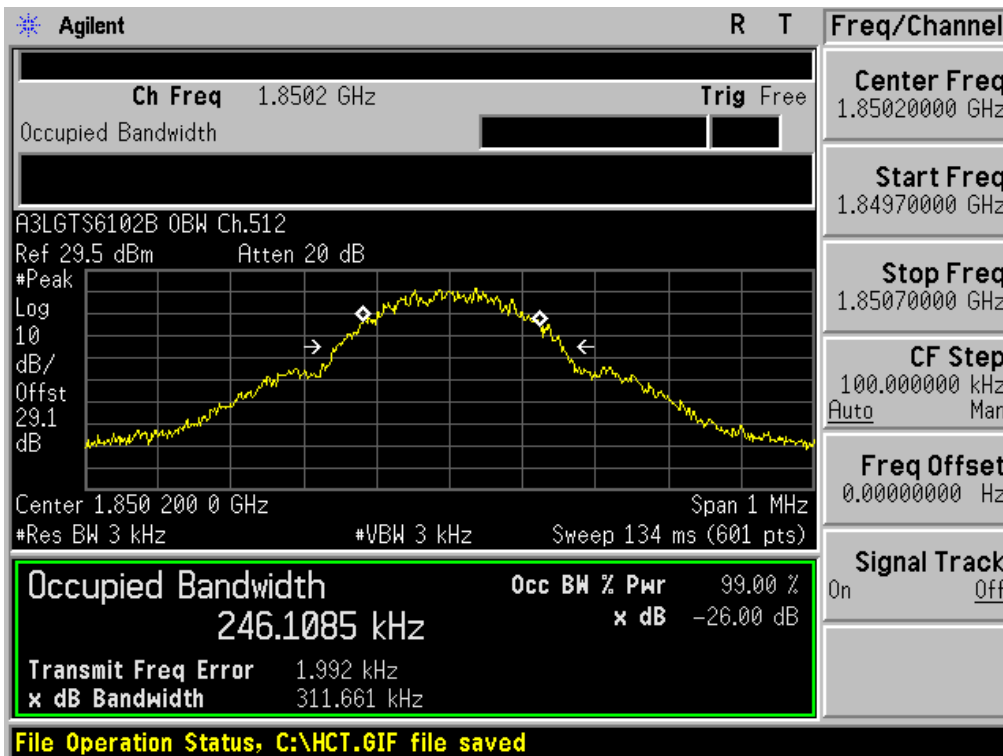 Agilent R T
Ch Freq 1.8502 GHz Trig Free
Occupied Bandwidth
A3LGTS6102B OBW Ch.512
Ref 29.5 dBm Atten 20 dB
#Peak
Log
10
dB/
Offst
29.1
dB
Center 1.850 200 0 GHz Span 1 MHz
#Res BW 3 kHz #VBW 3 kHz Sweep 134 ms (601 pts)
Occupied Bandwidth
246.1085 kHz
Occ BW % Pwr 99.00 %
x dB -26.00 dB
Transmit Freq Error 1.992 kHz
x dB Bandwidth 311.661 kHz
File Operation Status, C:\HCT.GIF file saved
Freq/Channel
Center Freq
1.85020000 GHz
Start Freq
1.84970000 GHz
Stop Freq
1.85070000 GHz
CF Step
100.000000 kHz
Auto Man
Freq Offset
0.00000000 Hz
Signal Track
On Off